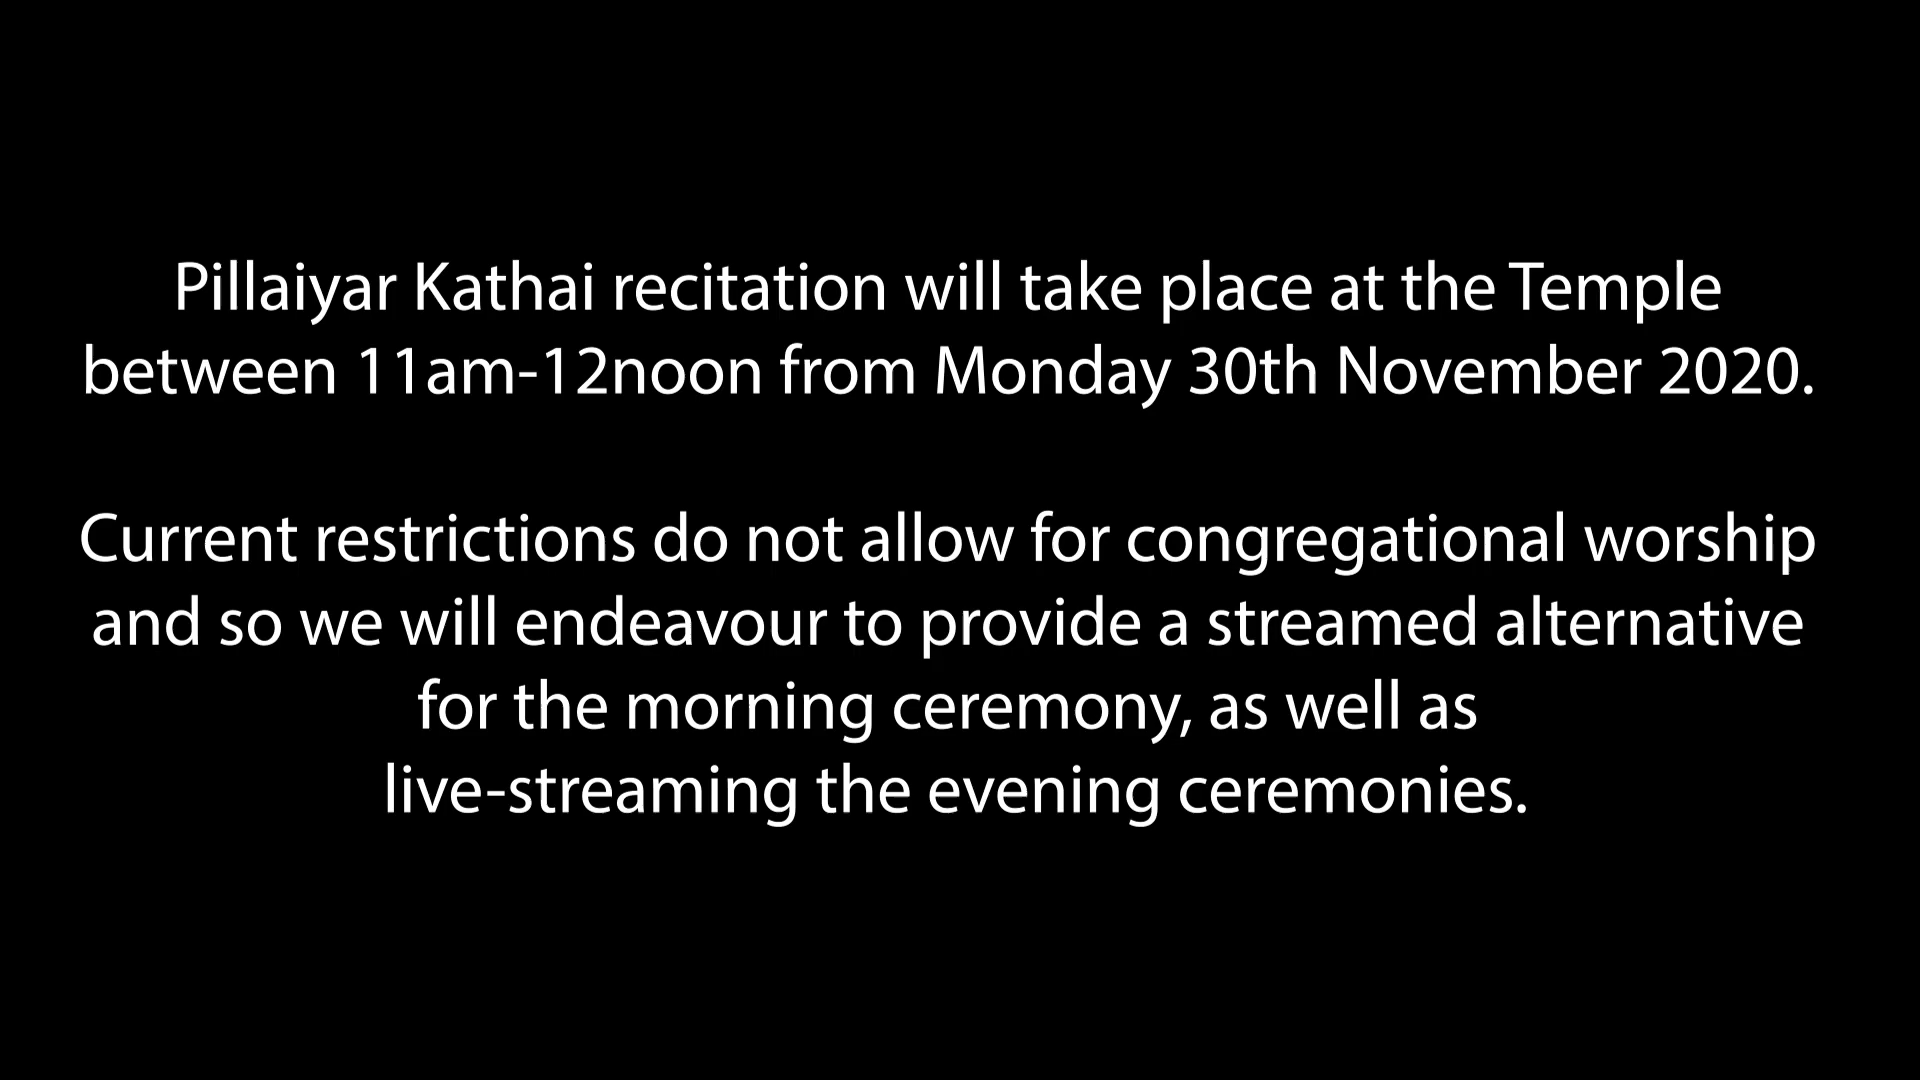 Pillaiyar Kathai recitation will take place at the Temple
between 11am-12noon from Monday 30th November 2020.
Current restrictions do not allow for congregational worship
and so we will endeavour to provide a streamed alternative
for the morning ceremony, as well as
live-streaming the evening ceremonies.